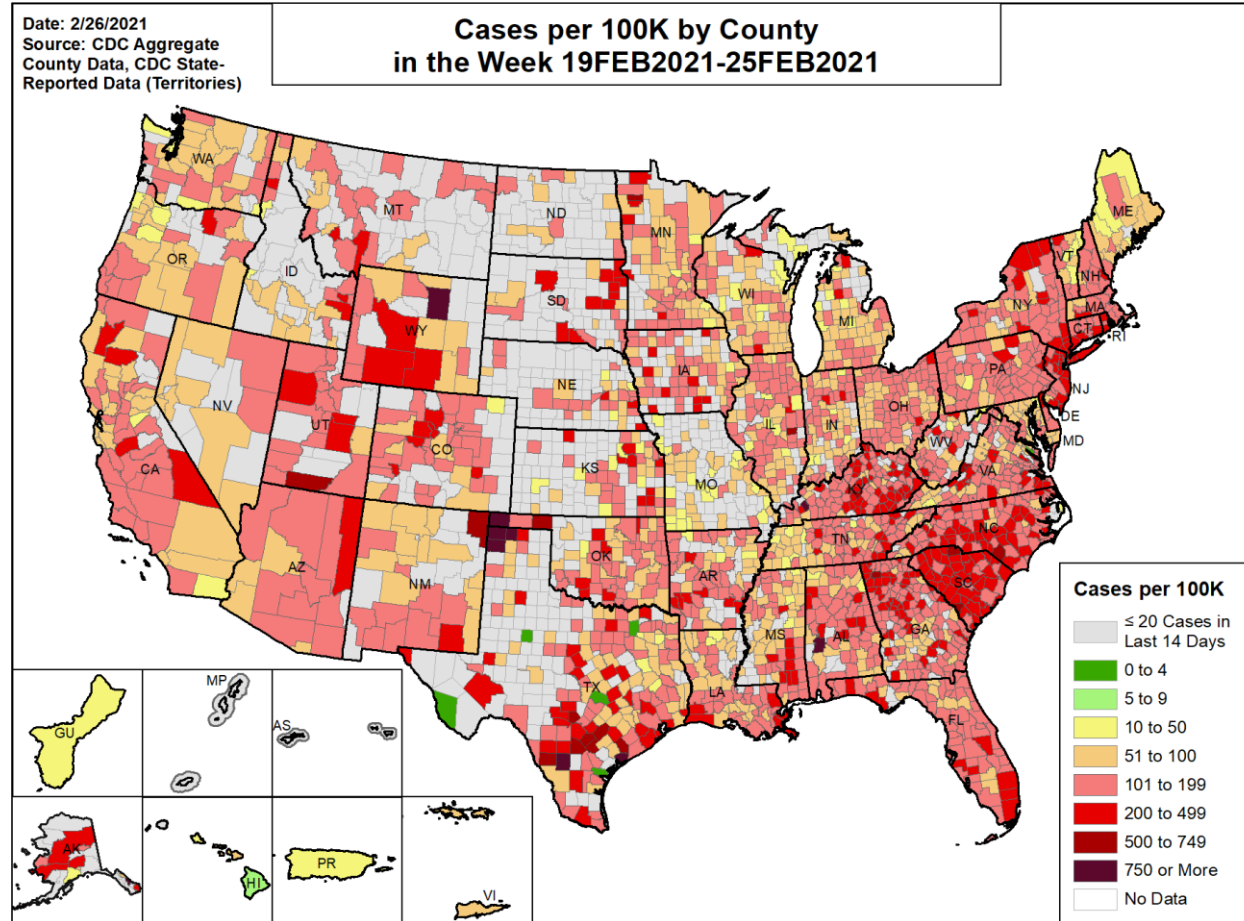 Date: 2/26/2021
Source: CDC Aggregate
County Data, CDC State-
Reported Data (Territories)
Cases per 100K by County
in the Week 19FEB2021-25FEB2021
WA
MT
ND
MN
ME
OR
ID
SD
WI
MI
VT
NH
NY
MA
CT
RI
WY
IA
NE
PA
NJ
NV
UT
CO
IL
IN
OH
DE
MD
WV
VA
CA
KS
MO
KY
AZ
NM
OK
AR
TN
NC
SC
MS
AL
GA
TX
LA
FL
GU
MP
AS
AK
HI
PR
VI
Cases per 100K
≤ 20 Cases in
Last 14 Days
0 to 4
5 to 9
10 to 50
51 to 100
101 to 199
200 to 499
500 to 749
750 or More
No Data